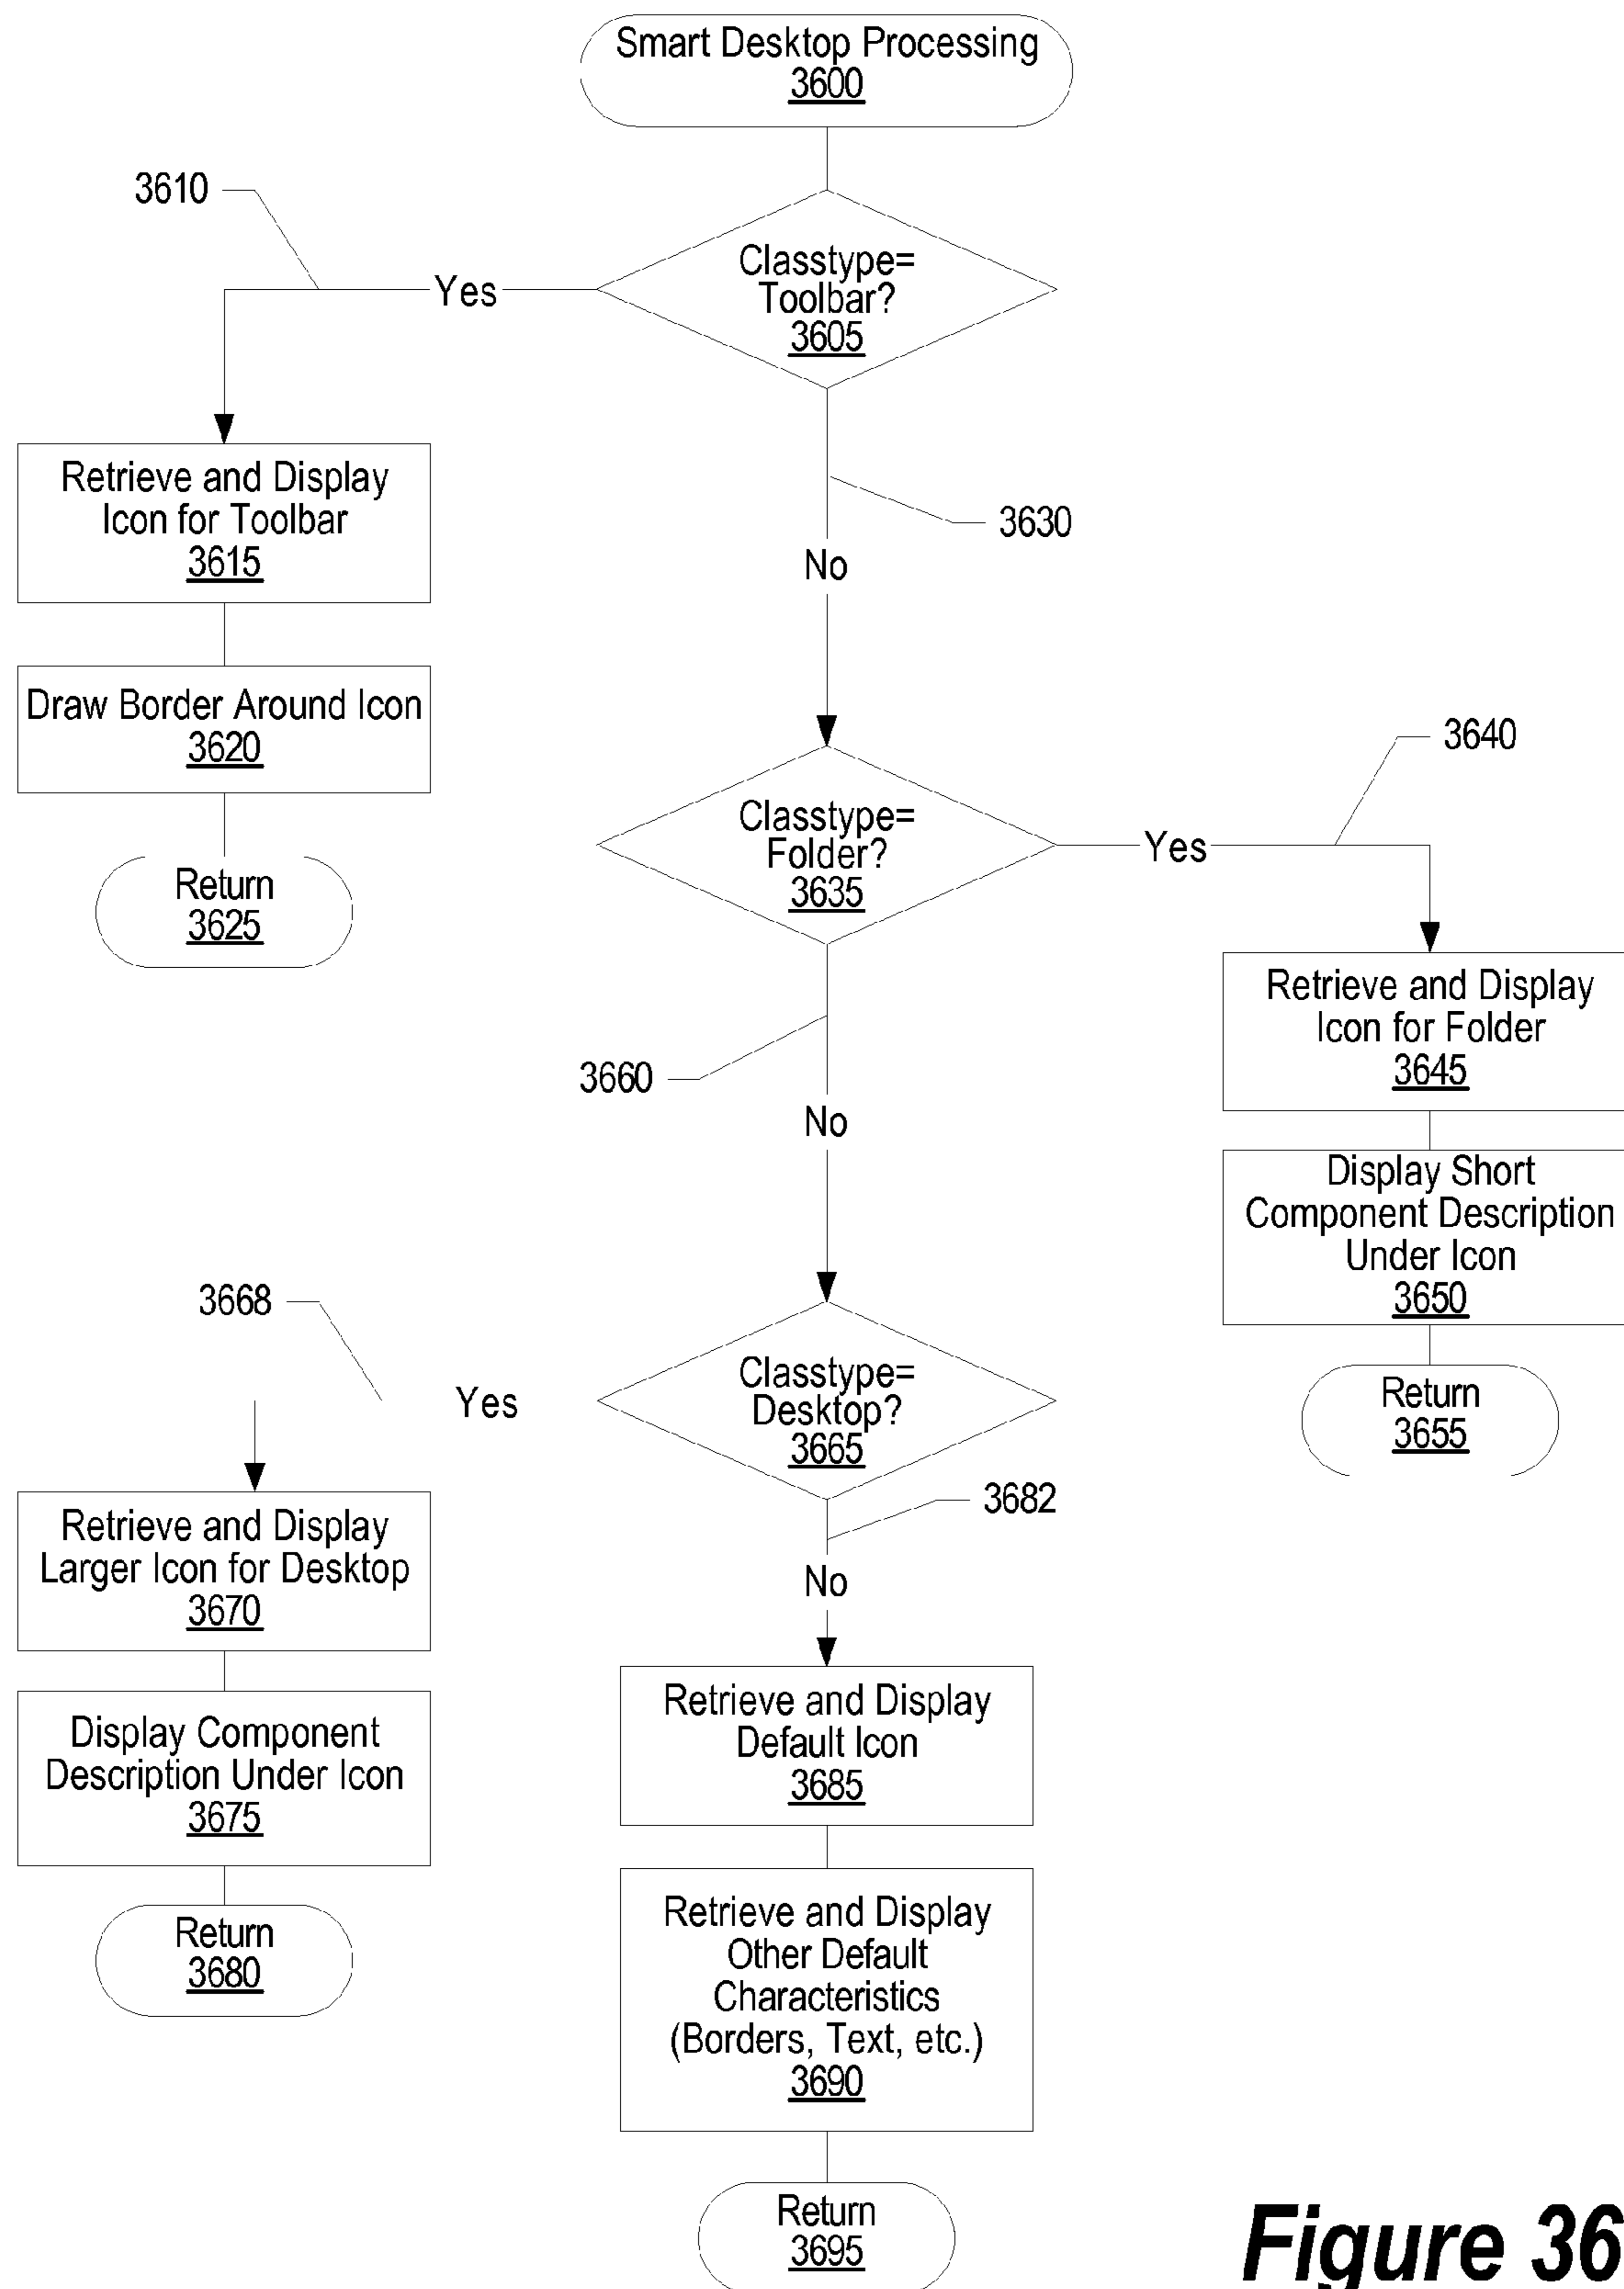 Smart Desktop Processing
3600
3610
Classtype=
Toolbar?
3605
Yes
Retrieve and Display
Icon for Toolbar
3615
3630
No
Draw Border Around Icon
3620
Return
3625
Classtype=
Folder?
3635
Yes
3640
Retrieve and Display
Icon for Folder
3645
3660
No
Display Short
Component Description
Under Icon
3650
Return
3655
3668
Yes
Classtype=
Desktop?
3665
3682
No
Retrieve and Display
Larger Icon for Desktop
3670
Display Component
Description Under Icon
3675
Return
3680
Retrieve and Display
Default Icon
3685
Retrieve and Display
Other Default
Characteristics
(Borders, Text, etc.)
3690
Return
3695
Figure 36